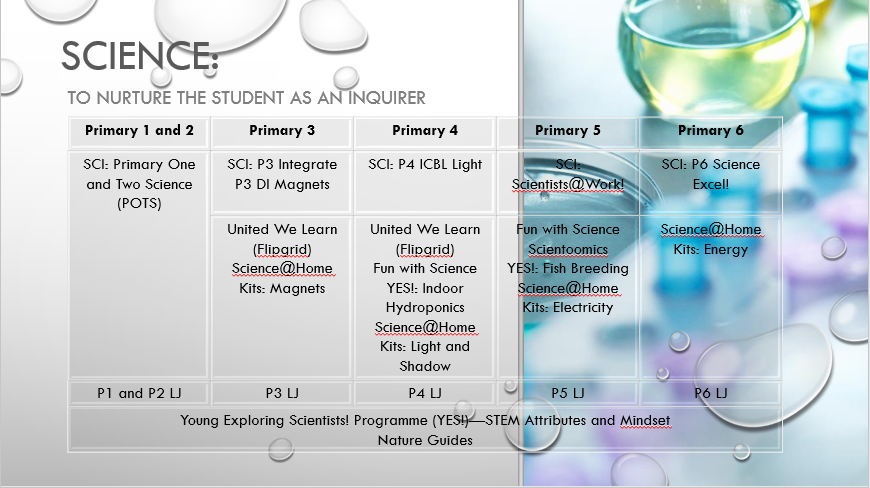 SCIENCE:
TO NURTURE THE STUDENT AS AN INQUIRER
Primary 1 and 2
Primary 3
Primary 4
Primary 5
Primary 6
SCI: Primary One
and Two Science
(POTS)
SCI: P3 Integrate
P3 DI Magnets
SCI: P4 ICBL Light
SCI:
Scientists@Work!
SCI: P6 Science
Excel!
United We Learn
(Flipgrid)
Science@Home
Kits: Magnets
United We Learn
(Flipgrid)
Fun with Science
YES!: Indoor
Hydroponics
Science@Home
Kits: Light and
Shadow
Fun with Science
Scientoomics
YES!: Fish Breeding
Science@Home
Kits: Electricity
Science@Home
Kits: Energy
P1 and P2 LJ
P3 LJ
P4 LJ
P5 LJ
P6 LJ
Young Exploring Scientists! Programme (YES!)—STEM Attributes and Mindset
Nature Guides